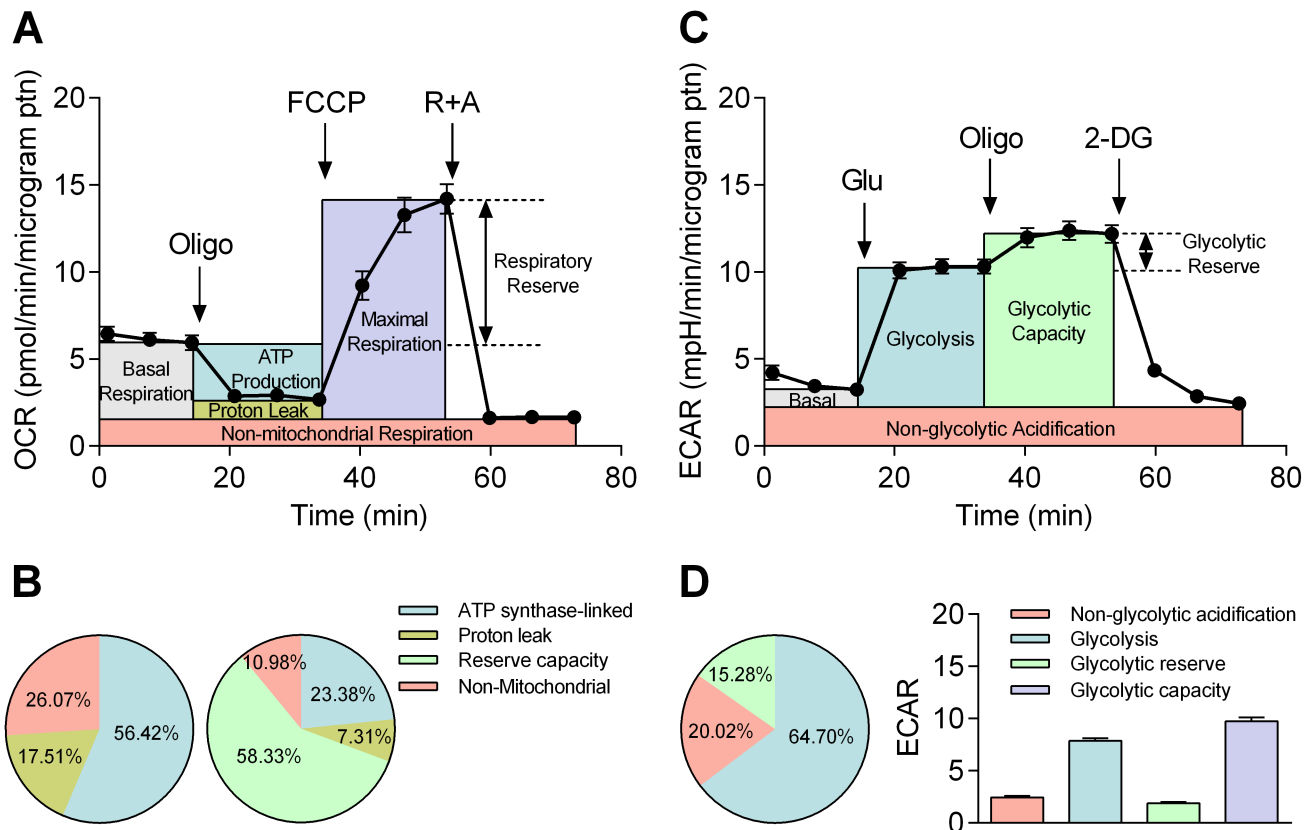 A
OCR (pmol/min/microgram ptn)
20
15
10
5
0
0
20
40
60
80
Time (min)
Oligo
FCCP
R+A
Respiratory
Reserve
Maximal
Respiration
ATP
Production
Basal
Respiration
Proton Leak
Non-mitochondrial Respiration
C
ECAR (mpH/min/microgram ptn)
20
15
10
5
0
0
20
40
60
80
Time (min)
Glu
Oligo
2-DG
Glycolytic
Reserve
Glycolysis
Glycolytic
Capacity
Basal
Non-glycolytic Acidification
B
26.07%
56.42%
17.51%
10.98%
23.38%
7.31%
58.33%
ATP synthase-linked
Proton leak
Reserve capacity
Non-Mitochondrial
D
15.28%
20.02%
64.70%
ECAR
20
15
10
5
0
Non-glycolytic acidification
Glycolysis
Glycolytic reserve
Glycolytic capacity